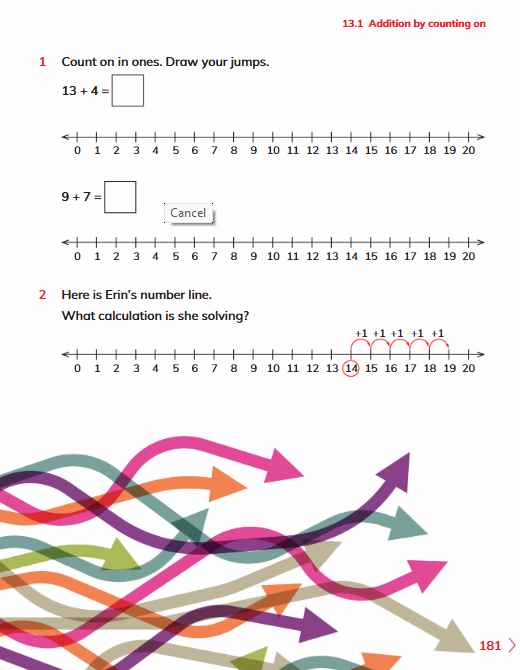 13.1 Addition by counting on
1 Count on in ones. Draw your jumps.
13 + 4 =
0 1 2 3 4 5 6 7 8 9 10 11 12 13 14 15 16 17 18 19 20
9 + 7 =
Cancel
0 1 2 3 4 5 6 7 8 9 10 11 12 13 14 15 16 17 18 19 20
2 Here is Erin's number line.
What calculation is she solving?
+1 +1 +1 +1 +1
0 1 2 3 4 5 6 7 8 9 10 11 12 13 14 15 16 17 18 19 20
181